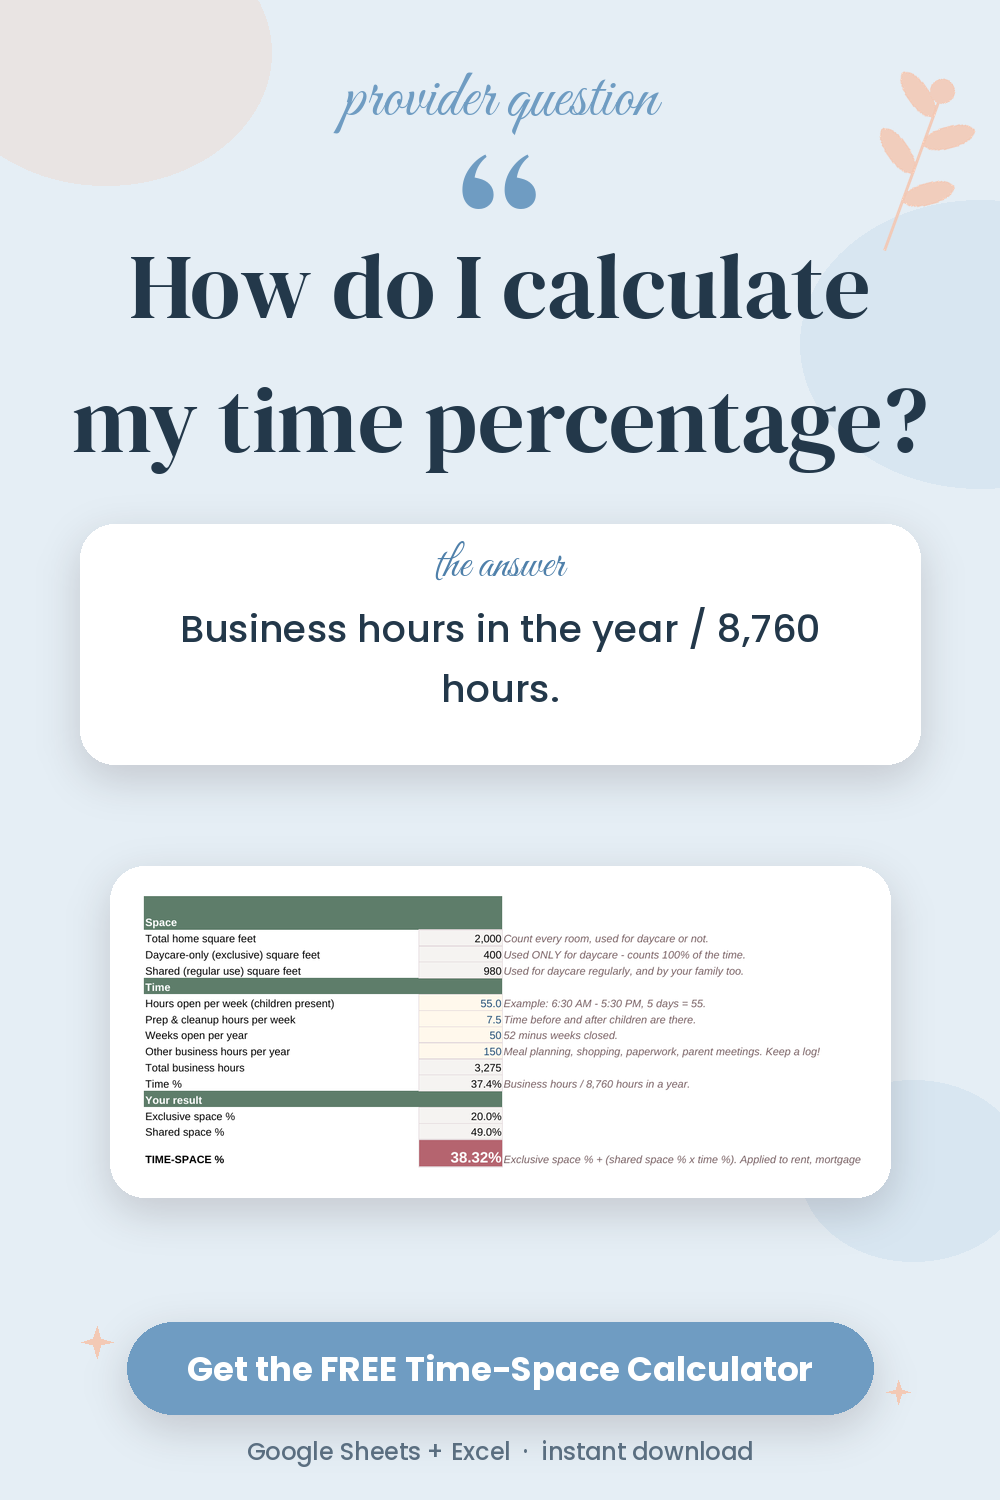 provider question
“
How do I calculate
my time percentage?
the answer
Business hours in the year / 8,760
hours.
Space
Total home square feet 2,000 Count every room, used for daycare or not.
Daycare-only (exclusive) square feet 400 Used ONLY for daycare - counts 100% of the time.
Shared (regular use) square feet 980 Used for daycare regularly, and by your family too.
Time
Hours open per week (children present) 55.0 Example: 6:30 AM - 5:30 PM, 5 days = 55.
Prep & cleanup hours per week 7.5 Time before and after children are there.
Weeks open per year 50 52 minus weeks closed.
Other business hours per year 150 Meal planning, shopping, paperwork, parent meetings. Keep a log!
Total business hours 3,275
Time % 37.4% Business hours / 8,760 hours in a year.
Your result
Exclusive space % 20.0%
Shared space % 49.0%
TIME-SPACE % 38.32% Exclusive space % + (shared space % x time %). Applied to rent, mortgage
Get the FREE Time-Space Calculator
Google Sheets + Excel · instant download